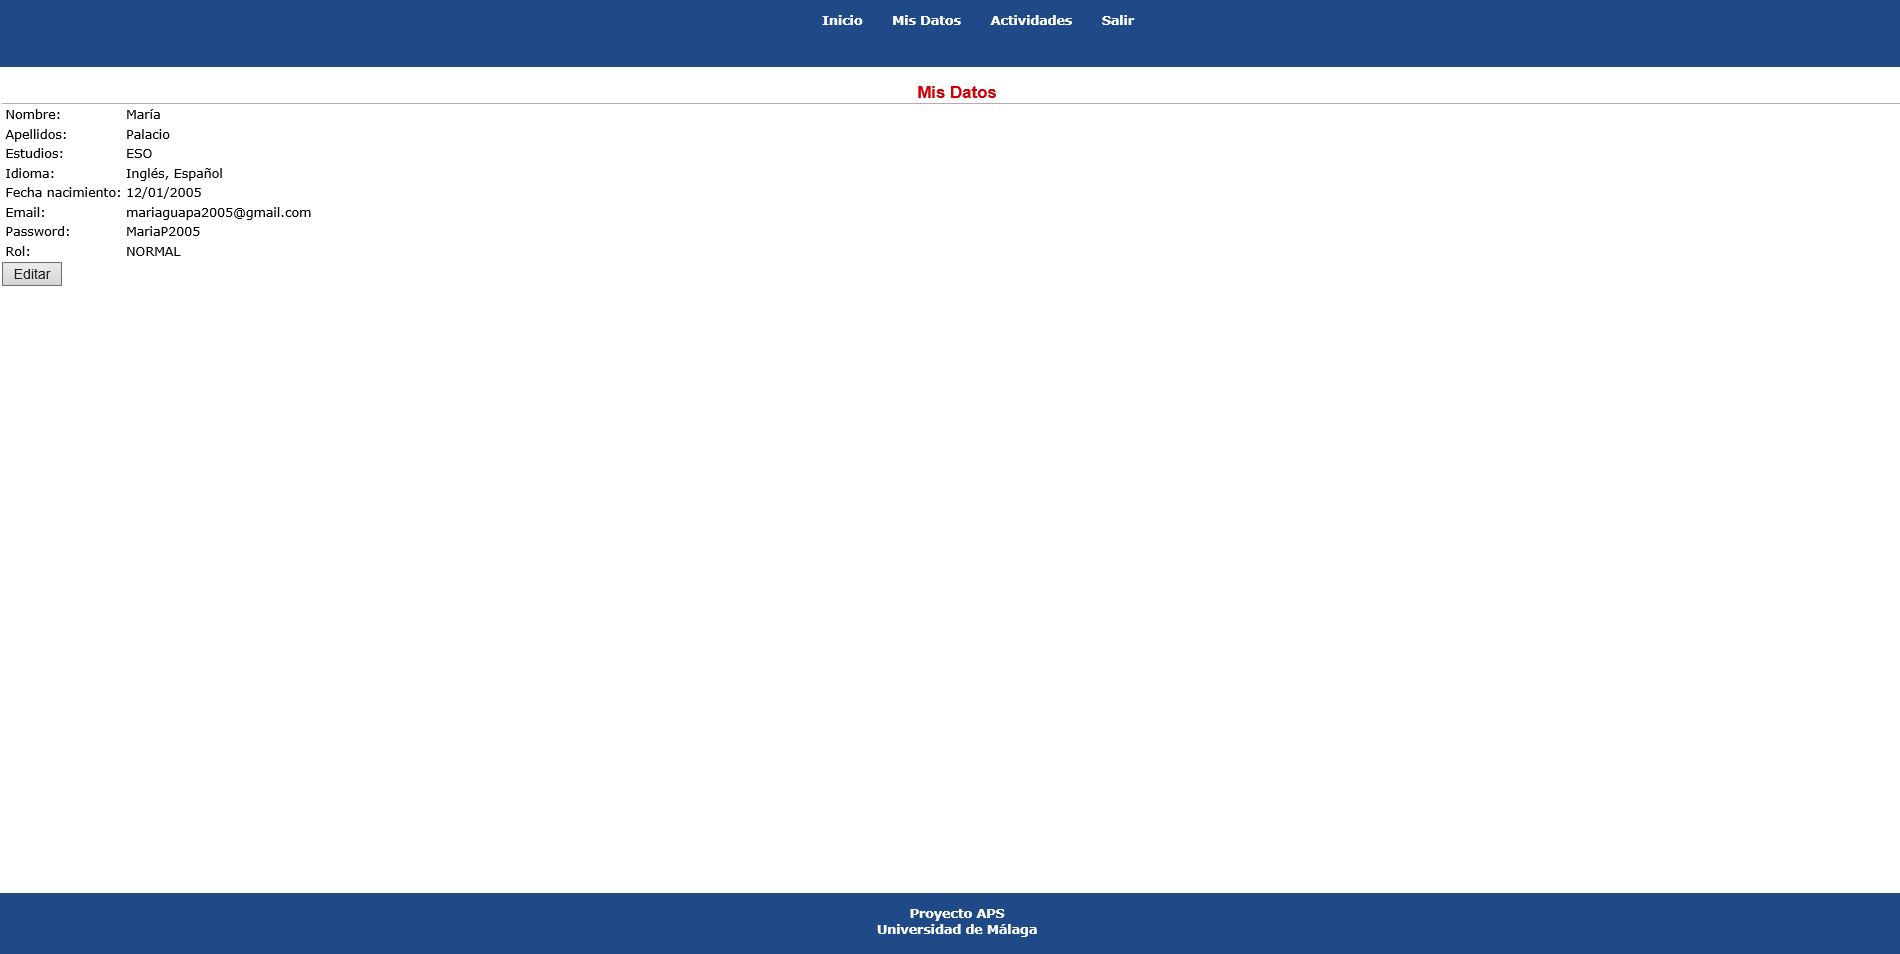 Inicio Mis Datos Actividades Salir
Mis Datos
Nombre: María
Apellidos: Palacio
Estudios: ESO
Idioma: Inglés, Español
Fecha nacimiento: 12/01/2005
Email: mariaguapa2005@gmail.com
Password: MariaP2005
Rol: NORMAL
Editar
Proyecto APS
Universidad de Málaga